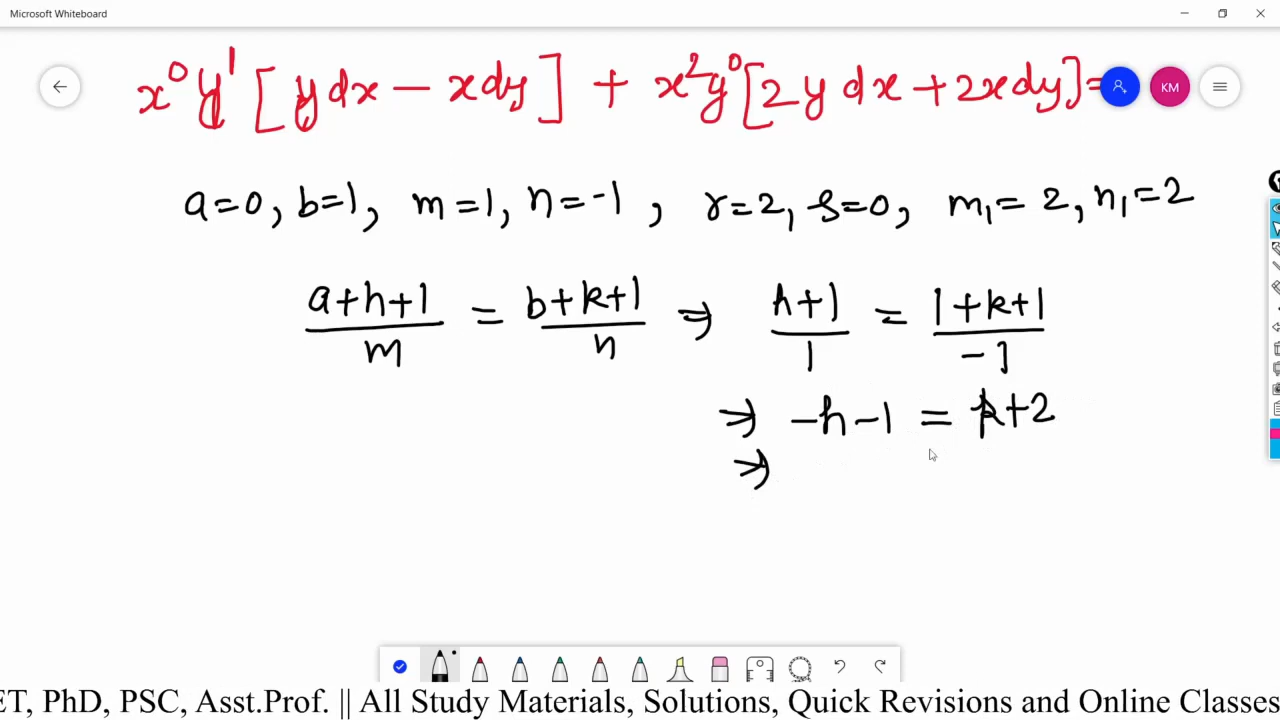 Microsoft Whiteboard
x⁰y¹[ydx − xdy] + x²y⁰[2ydx + 2xdy] =
KM
a=0, b=1, m=1, n=-1, r=2, s=0, m₁=2, n₁=2
(a+h+1)/m = (b+k+1)/n ⇒ (h+1)/1 = (1+k+1)/-1
⇒ -h-1 = k+2
⇒
ET, PhD, PSC, Asst.Prof. || All Study Materials, Solutions, Quick Revisions and Online Classes